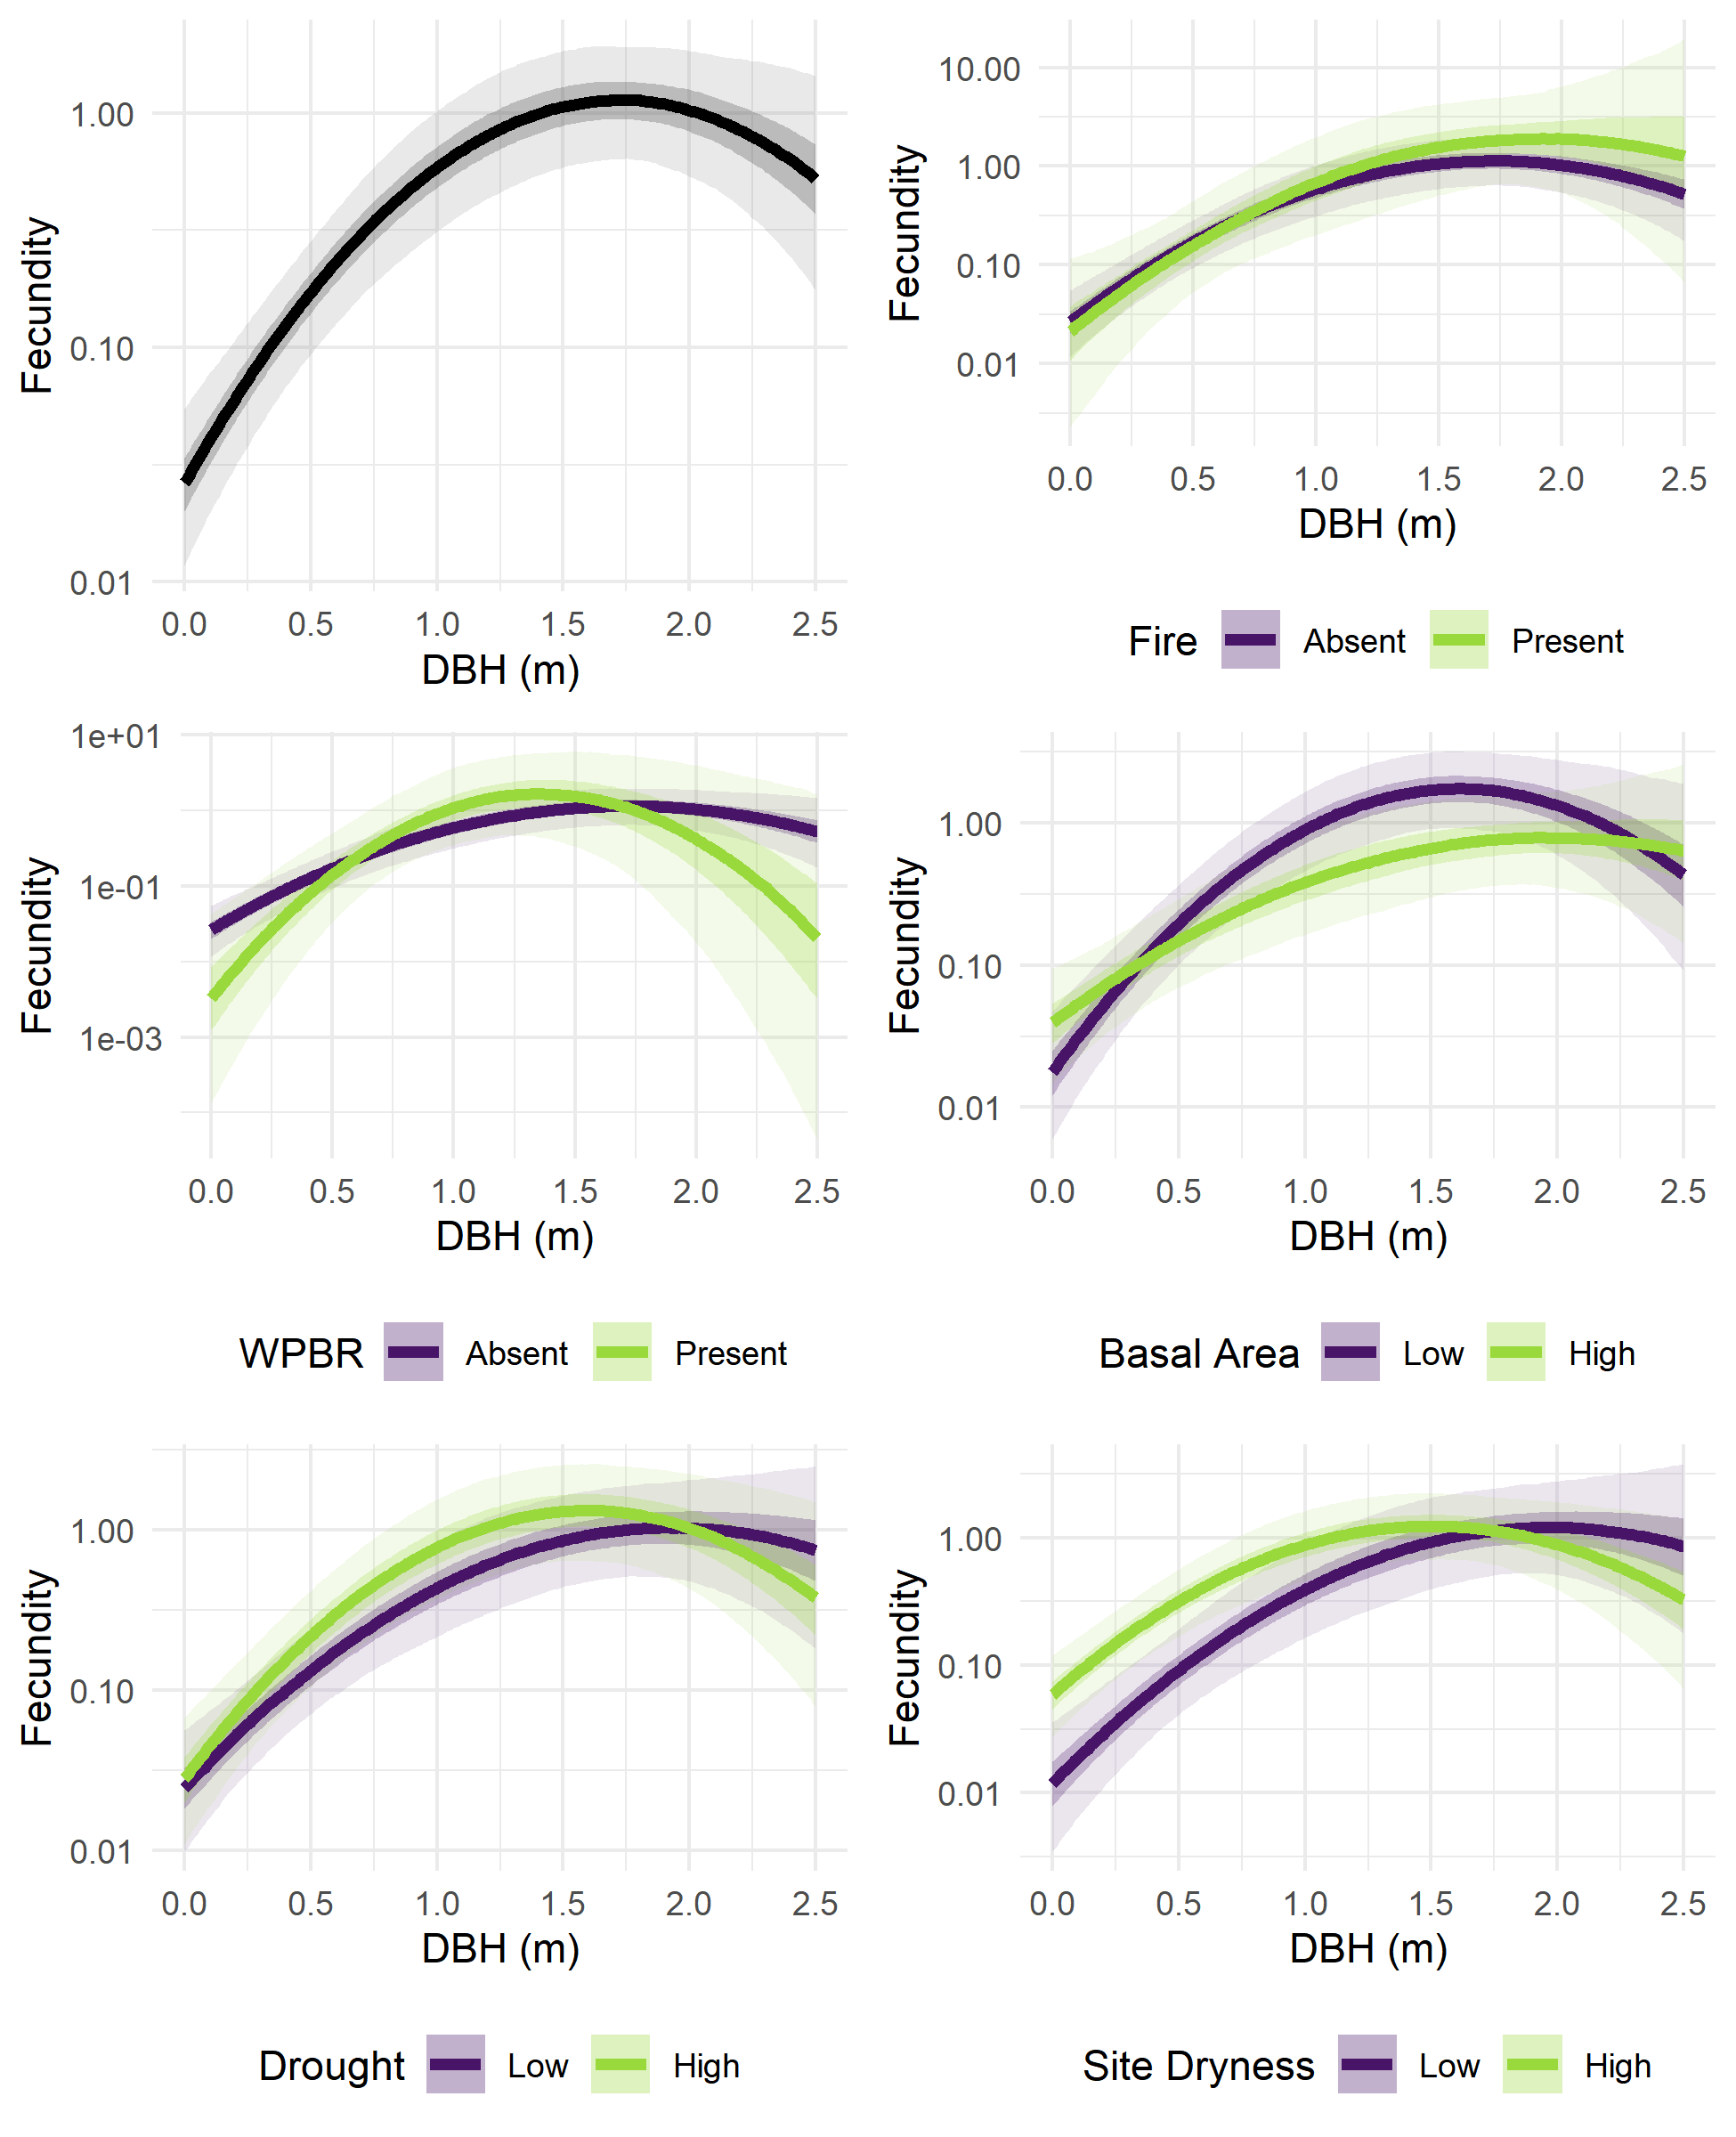 Fecundity
1.00
0.10
0.01
0.0 0.5 1.0 1.5 2.0 2.5
DBH (m)
Fecundity
10.00
1.00
0.10
0.01
0.0 0.5 1.0 1.5 2.0 2.5
DBH (m)
Fire Absent Present
Fecundity
1e+01
1e-01
1e-03
0.0 0.5 1.0 1.5 2.0 2.5
DBH (m)
WPBR Absent Present
Fecundity
1.00
0.10
0.01
0.0 0.5 1.0 1.5 2.0 2.5
DBH (m)
Basal Area Low High
Fecundity
1.00
0.10
0.01
0.0 0.5 1.0 1.5 2.0 2.5
DBH (m)
Drought Low High
Fecundity
1.00
0.10
0.01
0.0 0.5 1.0 1.5 2.0 2.5
DBH (m)
Site Dryness Low High